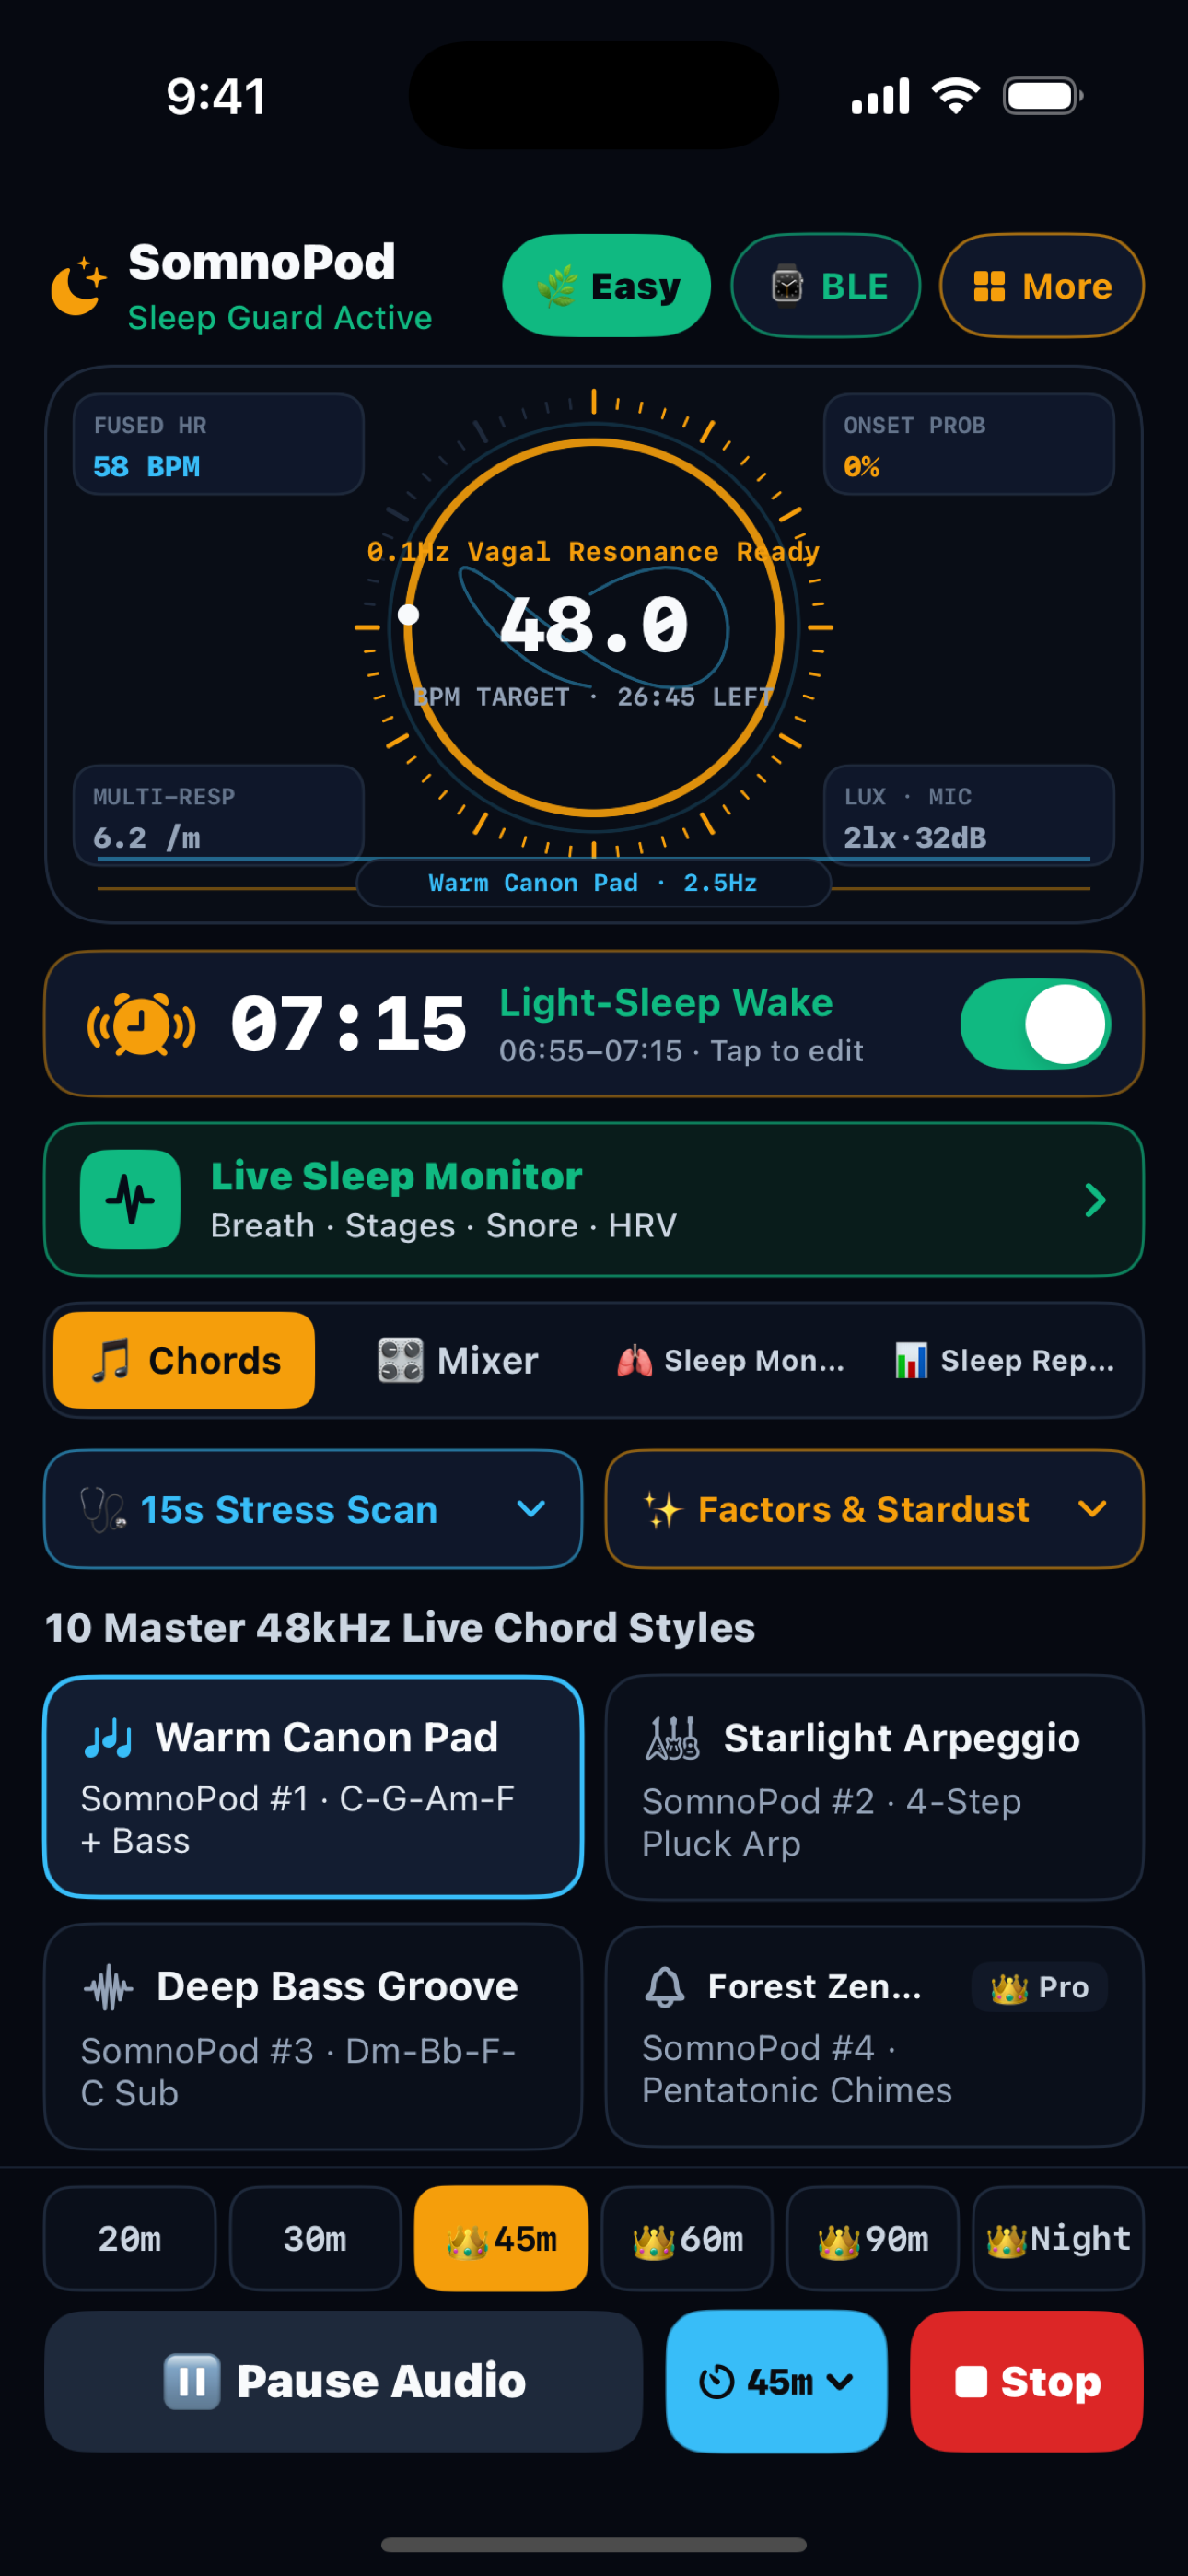 9:41
SomnoPod
Sleep Guard Active
🌿 Easy
BLE
More
FUSED HR
58 BPM
ONSET PROB
0%
0.1Hz Vagal Resonance Ready
48.0
BPM TARGET · 26:45 LEFT
MULTI-RESP
6.2 /m
LUX · MIC
2lx·32dB
Warm Canon Pad · 2.5Hz
07:15
Light-Sleep Wake
06:55–07:15 · Tap to edit
Live Sleep Monitor
Breath · Stages · Snore · HRV
🎵 Chords
🎛️ Mixer
🫁 Sleep Mon...
📊 Sleep Rep...
🩺 15s Stress Scan
✨ Factors & Stardust
10 Master 48kHz Live Chord Styles
Warm Canon Pad
SomnoPod #1 · C-G-Am-F
+ Bass
Starlight Arpeggio
SomnoPod #2 · 4-Step
Pluck Arp
Deep Bass Groove
SomnoPod #3 · Dm-Bb-F-
C Sub
Forest Zen...
👑 Pro
SomnoPod #4 ·
Pentatonic Chimes
20m
30m
👑45m
👑60m
👑90m
👑Night
⏸️ Pause Audio
45m
Stop